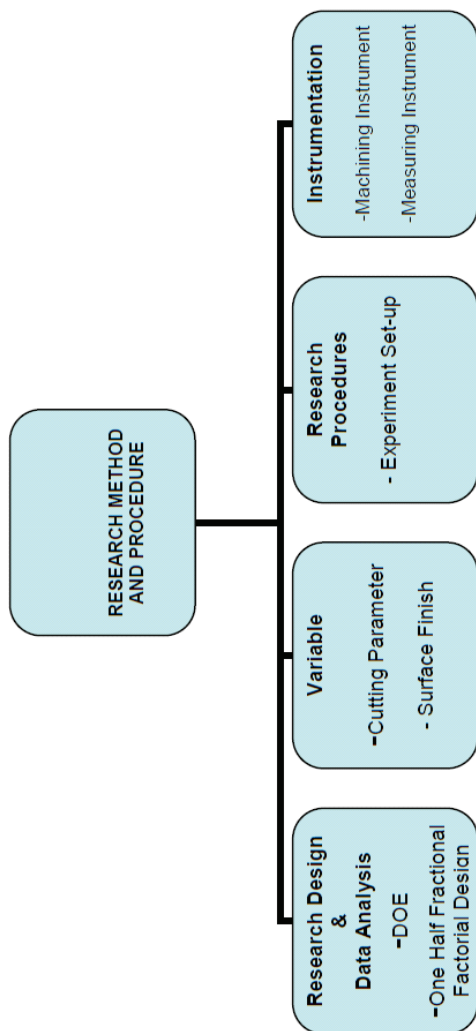 RESEARCH METHOD
AND PROCEDURE
Research Design
&
Data Analysis
-DOE
-One Half Fractional
Factorial Design
Variable
-Cutting Parameter
- Surface Finish
Research
Procedures
- Experiment Set-up
Instrumentation
-Machining Instrument
-Measuring Instrument